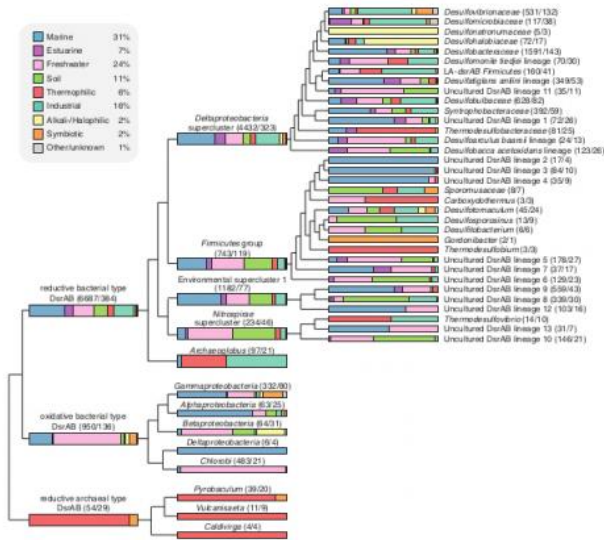 Marine 31%
Estuarine 7%
Freshwater 24%
Soil 11%
Thermophilic 6%
Industrial 16%
Alkali-/Halophilic 2%
Symbiotic 2%
Other/unknown 1%
reductive bacterial type
DsrAB (6687/384)
oxidative bacterial type
DsrAB (950/136)
reductive archaeal type
DsrAB (54/29)
Deltaproteobacteria
supercluster (4432/323)
Firmicutes group
(743/119)
Environmental supercluster 1
(1182/77)
Nitrospirae
supercluster (234/46)
Archaeoglobus (97/21)
Gammaproteobacteria (332/80)
Alphaproteobacteria (63/25)
Betaproteobacteria (64/31)
Deltaproteobacteria (6/4)
Chlorobi (483/21)
Pyrobaculum (39/20)
Vulcanisaeta (11/9)
Caldivirga (4/4)
Desulfovibrionaceae (531/132)
Desulfomicrobiaceae (117/38)
Desulfonatronumaceae (5/3)
Desulfohalobiaceae (72/17)
Desulfobacteraceae (1591/143)
Desulfomonile tiedjei lineage (70/30)
LA-dsrAB Firmicutes (160/41)
Desulfatiglans anilini lineage (349/53)
Uncultured DsrAB lineage 11 (35/11)
Desulfobulbaceae (628/82)
Syntrophobacteraceae (392/59)
Uncultured DsrAB lineage 1 (72/26)
Thermodesulfobacteraceae (81/25)
Desulfarculus baarsii lineage (24/13)
Desulfobacca acetoxidans lineage (123/26)
Uncultured DsrAB lineage 2 (17/4)
Uncultured DsrAB lineage 3 (84/10)
Uncultured DsrAB lineage 4 (35/9)
Sporomusaceae (8/7)
Carboxydothermus (3/3)
Desulfotomaculum (45/24)
Desulfosporosinus (13/9)
Desulfitobacterium (6/6)
Gordonibacter (2/1)
Thermodesulfobium (3/3)
Uncultured DsrAB lineage 5 (178/27)
Uncultured DsrAB lineage 7 (37/17)
Uncultured DsrAB lineage 6 (129/23)
Uncultured DsrAB lineage 9 (559/43)
Uncultured DsrAB lineage 8 (339/30)
Uncultured DsrAB lineage 12 (103/16)
Thermodesulfovibrio (14/10)
Uncultured DsrAB lineage 13 (31/7)
Uncultured DsrAB lineage 10 (146/21)